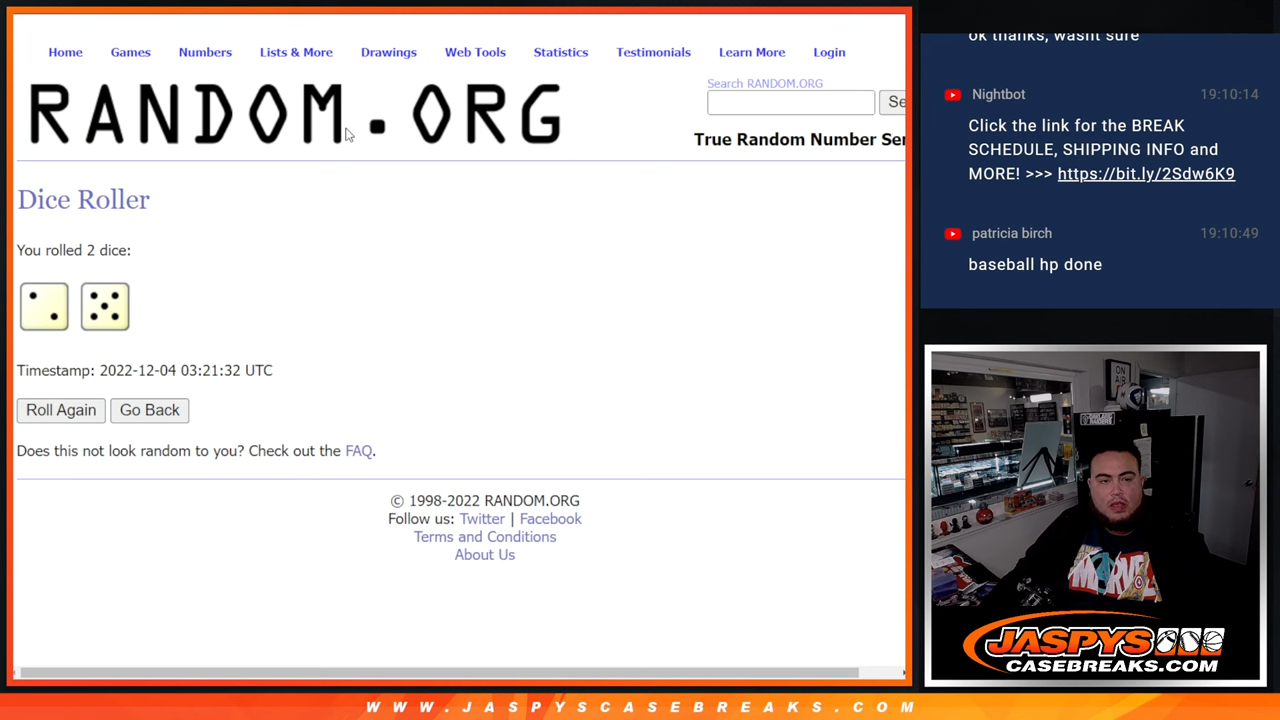 Home Games Numbers Lists & More Drawings Web Tools Statistics Testimonials Learn More Login
RANDOM.ORG
Search RANDOM.ORG
Se
True Random Number Ser
Dice Roller
You rolled 2 dice:
Timestamp: 2022-12-04 03:21:32 UTC
Roll Again Go Back
Does this not look random to you? Check out the FAQ.
© 1998-2022 RANDOM.ORG
Follow us: Twitter | Facebook
Terms and Conditions
About Us
ok thanks, wasnt sure
Nightbot 19:10:14
Click the link for the BREAK
SCHEDULE, SHIPPING INFO and
MORE! >>> https://bit.ly/2Sdw6K9
patricia birch 19:10:49
baseball hp done
ON
AIR
MARVEL
JASPYS
CASEBREAKS.COM
WWW.JASPYSCASEBREAKS.COM